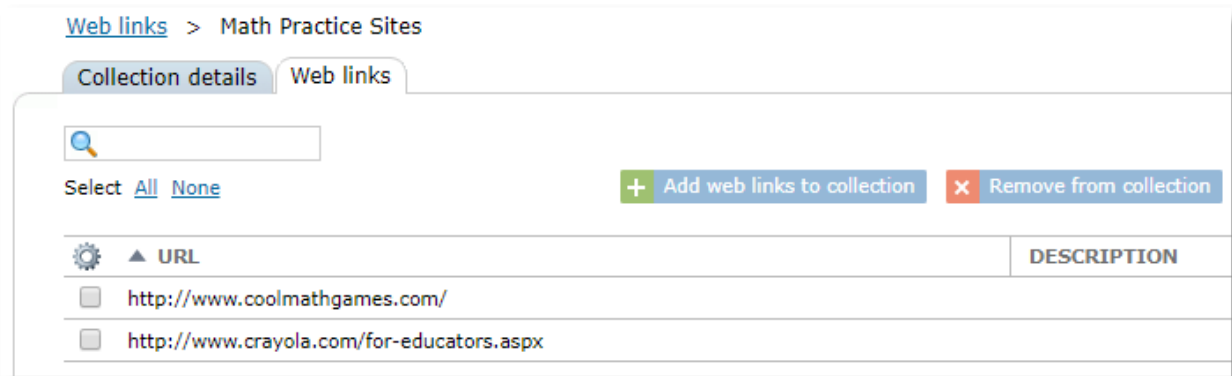 Web links > Math Practice Sites
Collection details Web links
Select All None
Add web links to collection Remove from collection
URL DESCRIPTION
http://www.coolmathgames.com/
http://www.crayola.com/for-educators.aspx